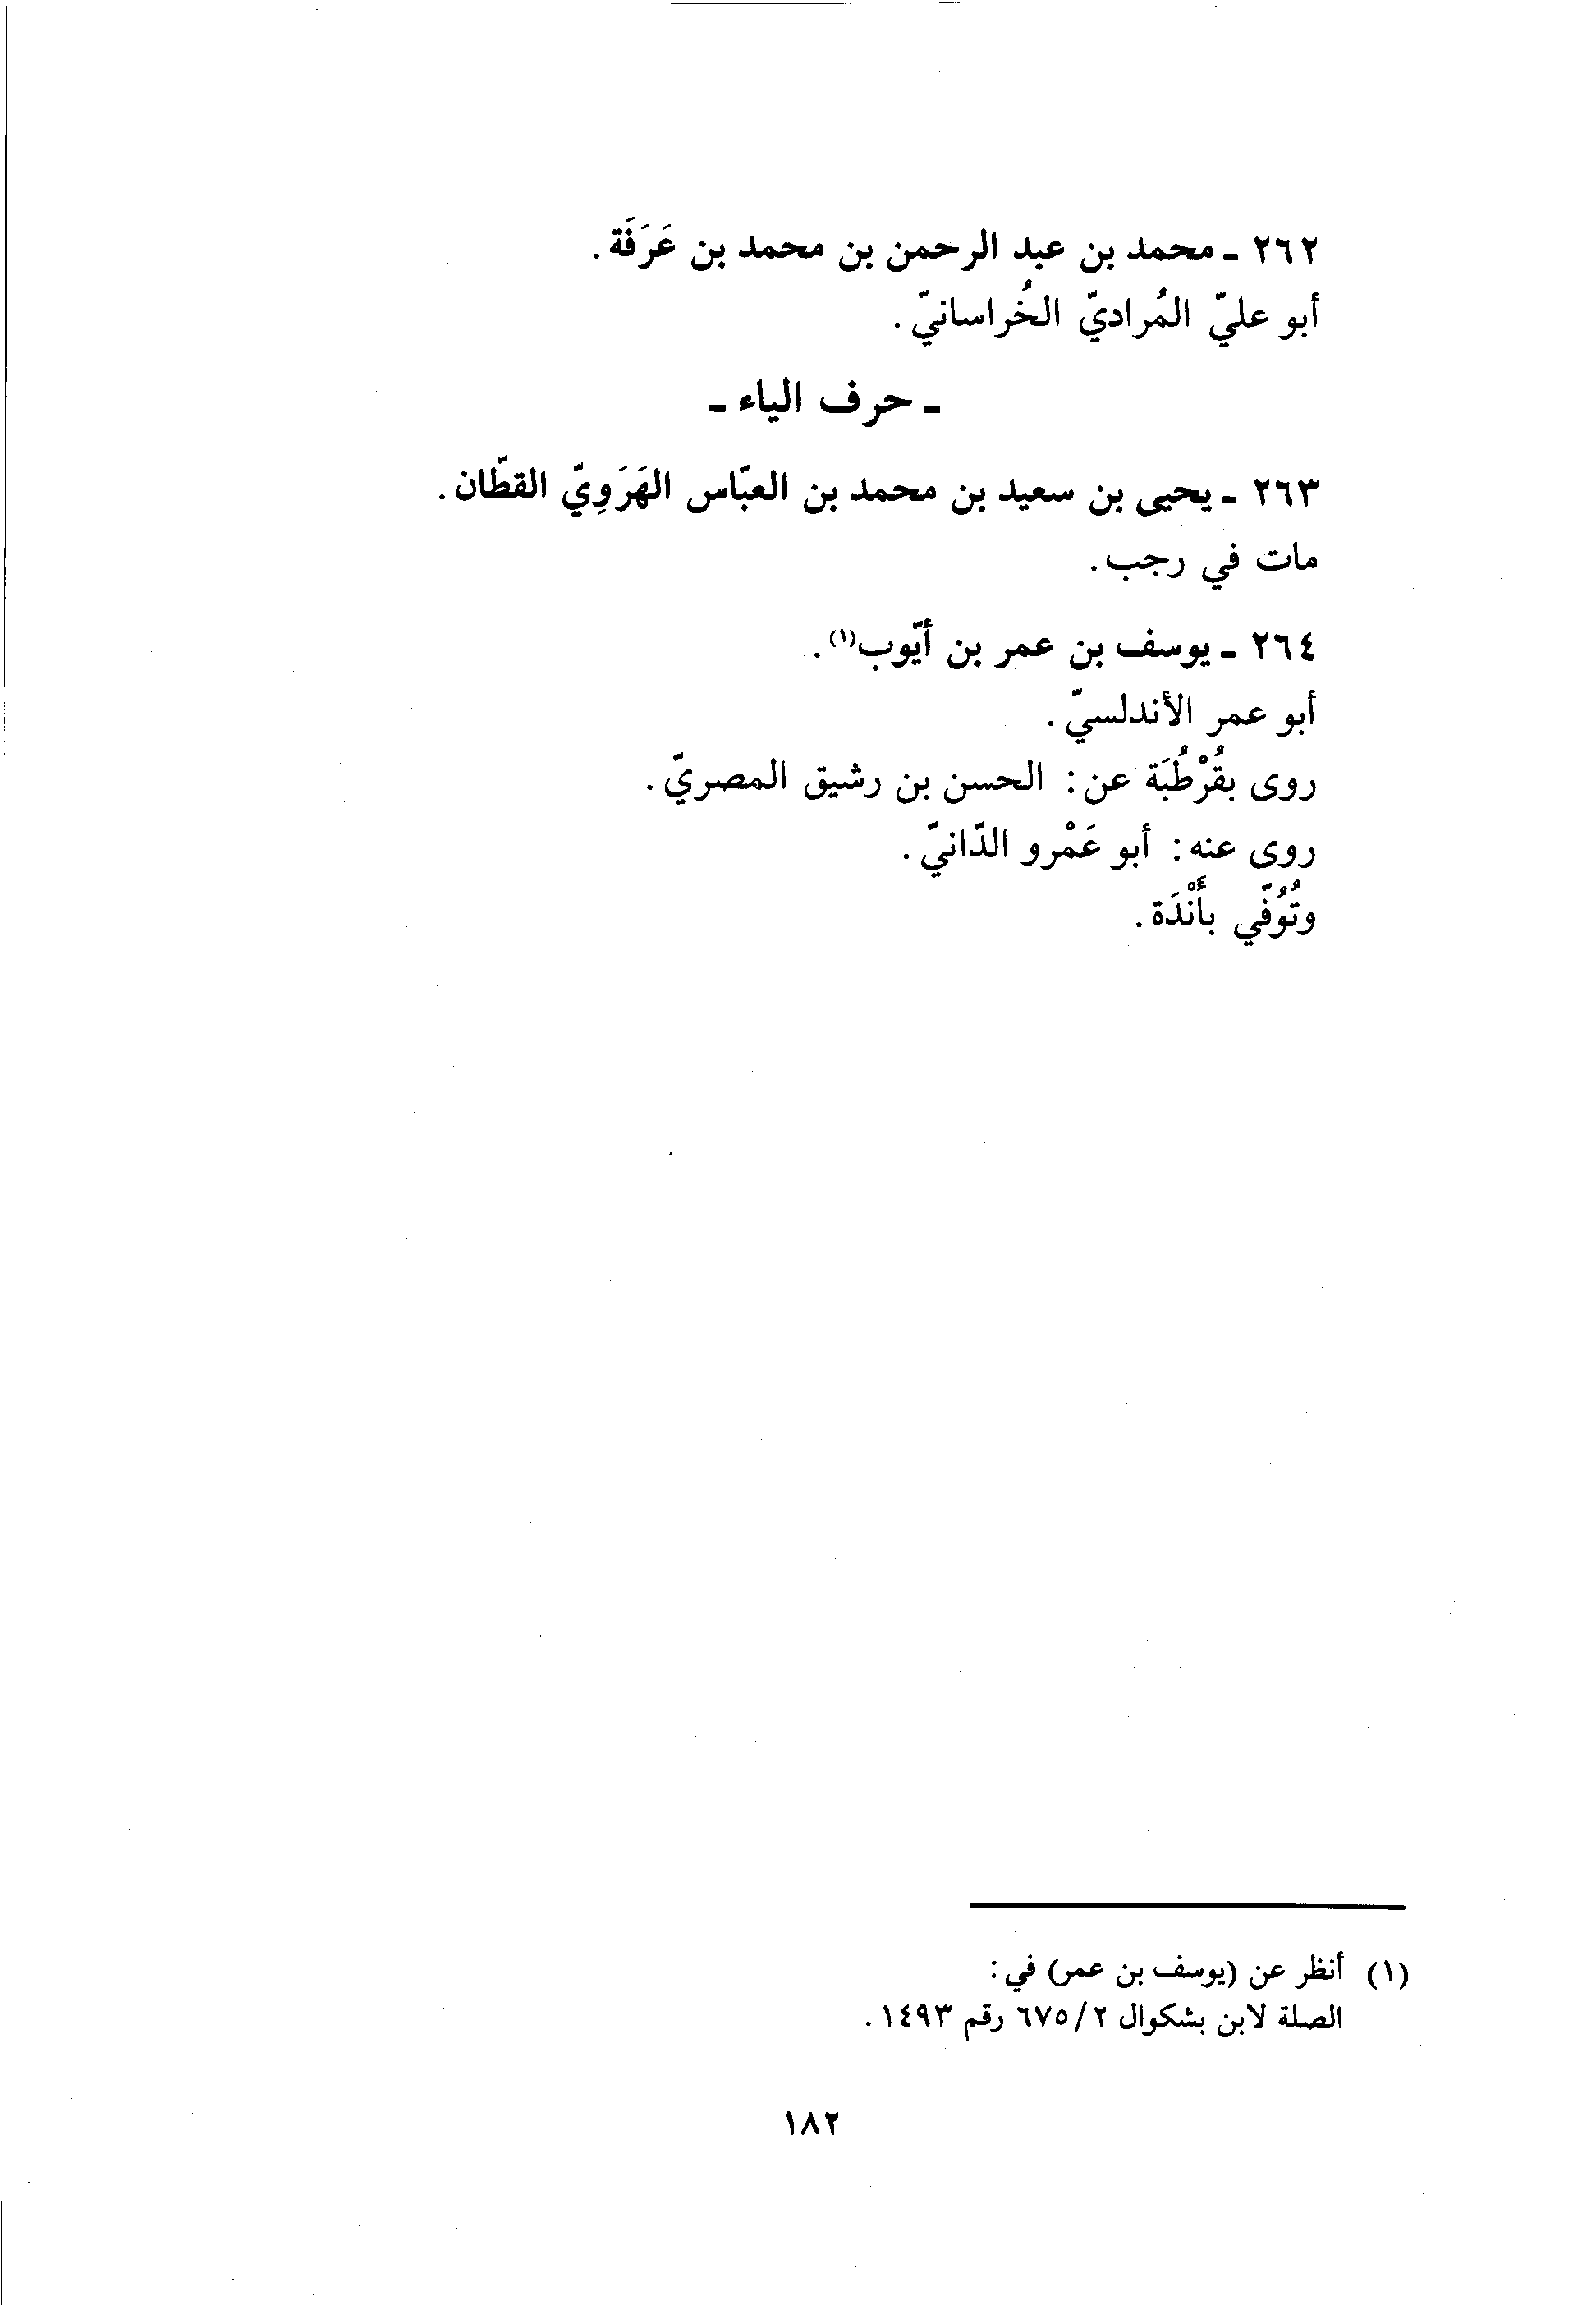 ٢٦٢ ـ محمد بن عبد الرحمن بن محمد بن عَرَفَة.
أبو عليّ المُراديّ الخُراسانيّ.
ـ حرف الياء ـ
٢٦٣ ـ يحيى بن سعيد بن محمد بن العبّاس الهَرَوِيّ القطّان.
مات في رجب.
٢٦٤ ـ يوسف بن عمر بن أيّوب(١).
أبو عمر الأندلسيّ.
روى بقُرْطُبَة عن: الحسن بن رشيق المصريّ.
روى عنه: أبو عَمْرو الدّانيّ.
وتُوُفّي بأَنْدَة.
(١) أنظر عن (يوسف بن عمر) في:
الصلة لابن بشكوال ٢/ ٦٧٥ رقم ١٤٩٣.
١٨٢